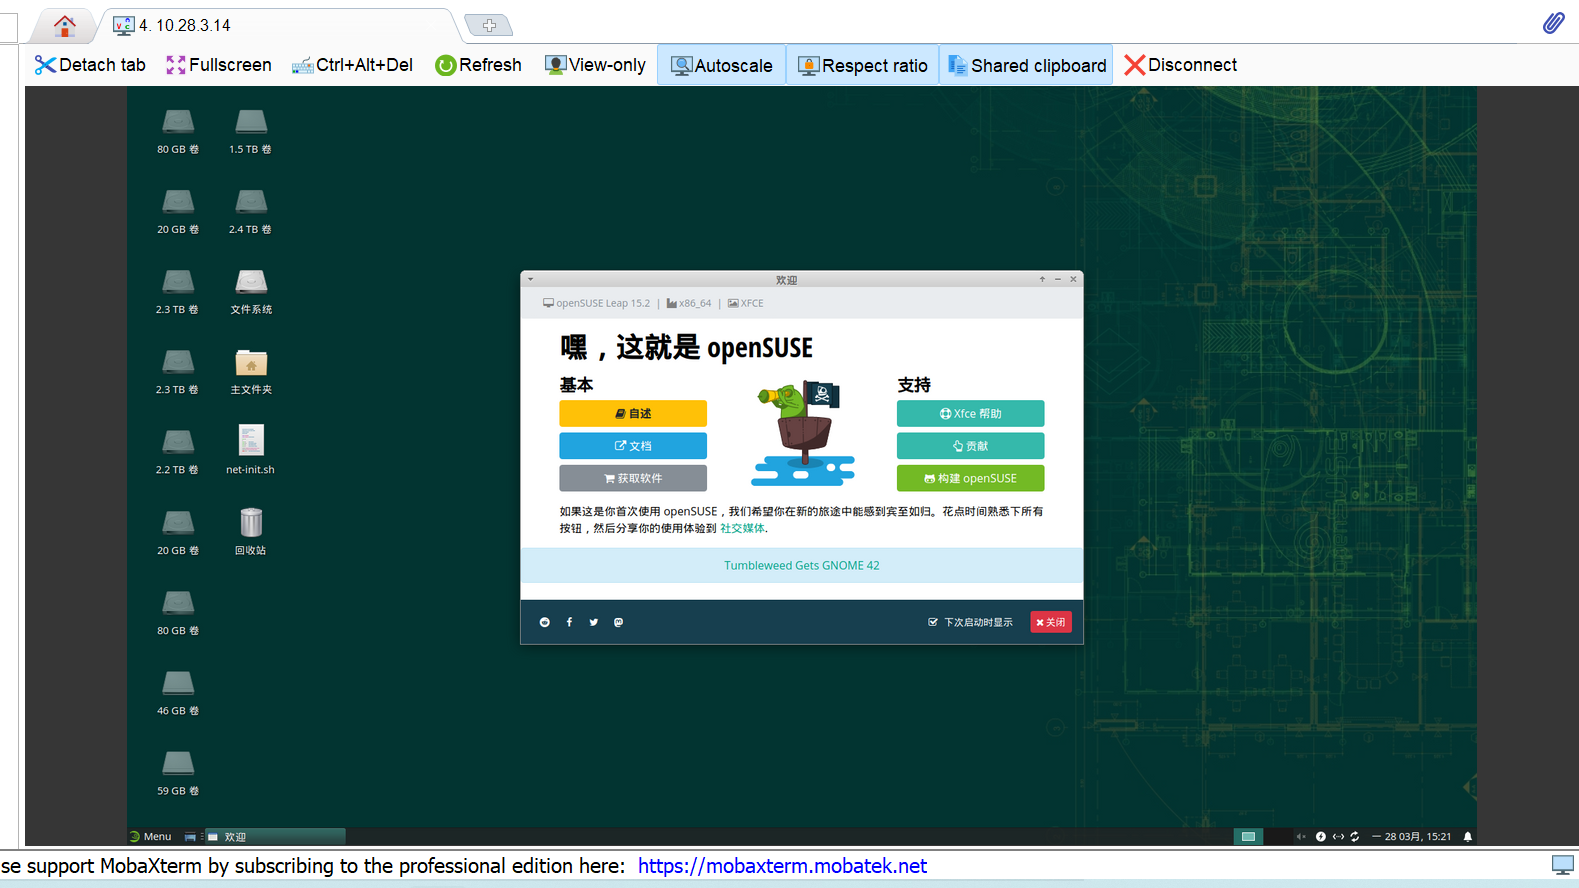 4. 10.28.3.14
Detach tab Fullscreen Ctrl+Alt+Del Refresh View-only Autoscale Respect ratio Shared clipboard Disconnect
80 GB 卷 1.5 TB 卷
20 GB 卷 2.4 TB 卷
2.3 TB 卷 文件系统
2.3 TB 卷 主文件夹
2.2 TB 卷 net-init.sh
20 GB 卷 回收站
80 GB 卷
46 GB 卷
59 GB 卷
欢迎
openSUSE Leap 15.2 | x86_64 | XFCE
嘿，这就是 openSUSE
基本 支持
自述 Xfce 帮助
文档 贡献
获取软件 构建 openSUSE
如果这是你首次使用 openSUSE，我们希望你在新的旅途中能感到宾至如归。花点时间熟悉下所有
按钮，然后分享你的使用体验到 社交媒体.
Tumbleweed Gets GNOME 42
下次启动时显示 关闭
Menu 欢迎 一 28 03月, 15:21
se support MobaXterm by subscribing to the professional edition here: https://mobaxterm.mobatek.net